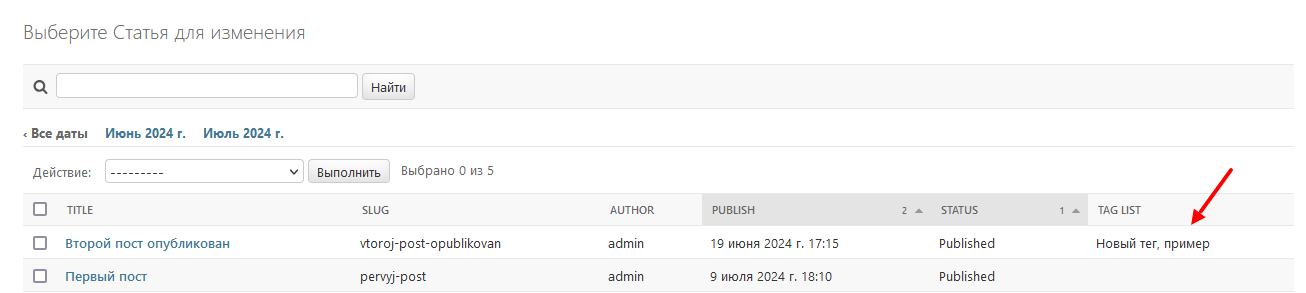 Выберите Статья для изменения
Найти
‹ Все даты Июнь 2024 г. Июль 2024 г.
Действие: --------- Выполнить Выбрано 0 из 5
TITLE SLUG AUTHOR PUBLISH 2 STATUS 1 TAG LIST
Второй пост опубликован vtoroj-post-opublikovan admin 19 июня 2024 г. 17:15 Published Новый тег, пример
Первый пост pervyj-post admin 9 июля 2024 г. 18:10 Published